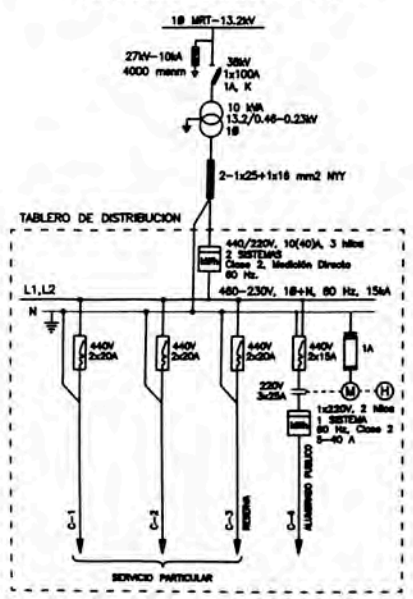 1Ø MRT-13.2kV
27kV-10kA
4000 msnm
38kV
1x100A
1A, K
10 kVA
13.2/0.46-0.23kV
1Ø
2-1x25+1x16 mm2 NYY
TABLERO DE DISTRIBUCION
440/220V, 10(40)A, 3 hilos
2 SISTEMAS
Clase 2, Medición Directa
60 Hz.
L1,L2
460-230V, 1Ø+N, 60 Hz, 15kA
N
440V
2x20A
440V
2x20A
440V
2x20A
440V
2x15A
1A
220V
3x25A
M
H
1x220V, 2 hilos
1 SISTEMA
60 Hz, Clase 2
5-40 A
C-1
C-2
C-3
RESERVA
C-4
ALUMBRADO PUBLICO
SERVICIO PARTICULAR